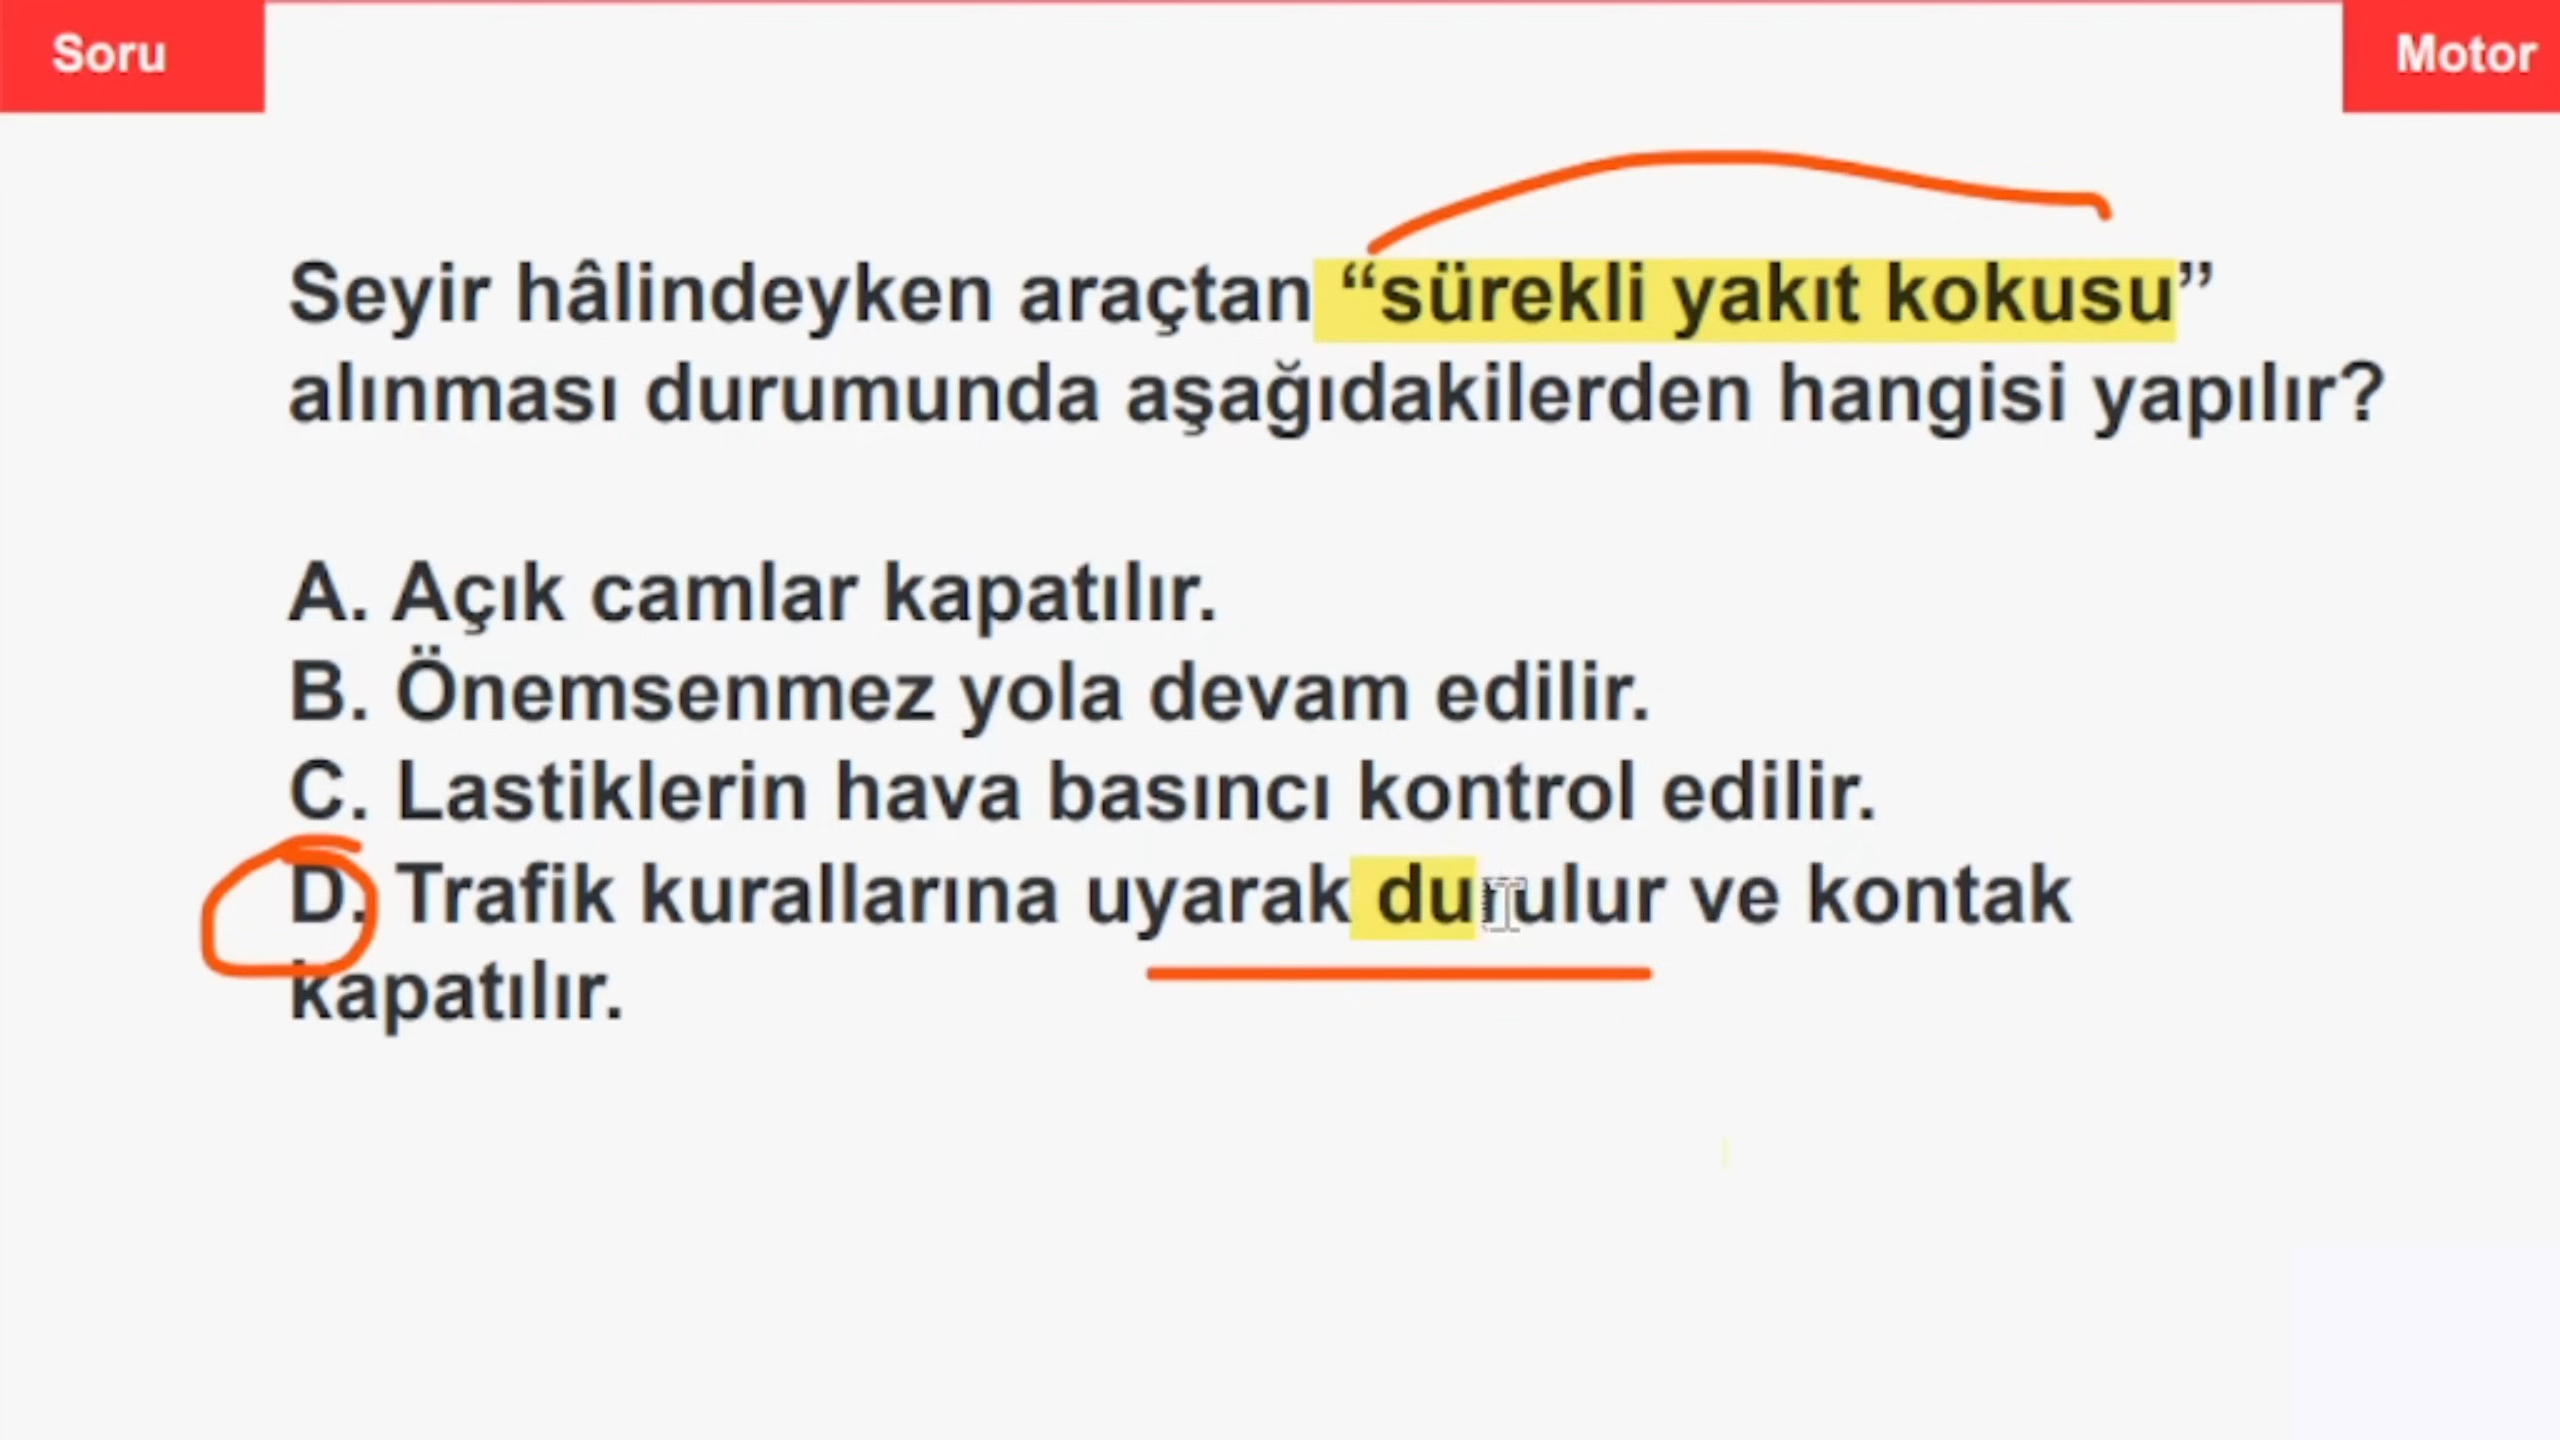 Soru
Motor
Seyir hâlindeyken araçtan “sürekli yakıt kokusu”
alınması durumunda aşağıdakilerden hangisi yapılır?
A. Açık camlar kapatılır.
B. Önemsenmez yola devam edilir.
C. Lastiklerin hava basıncı kontrol edilir.
D. Trafik kurallarına uyarak durulur ve kontak
kapatılır.